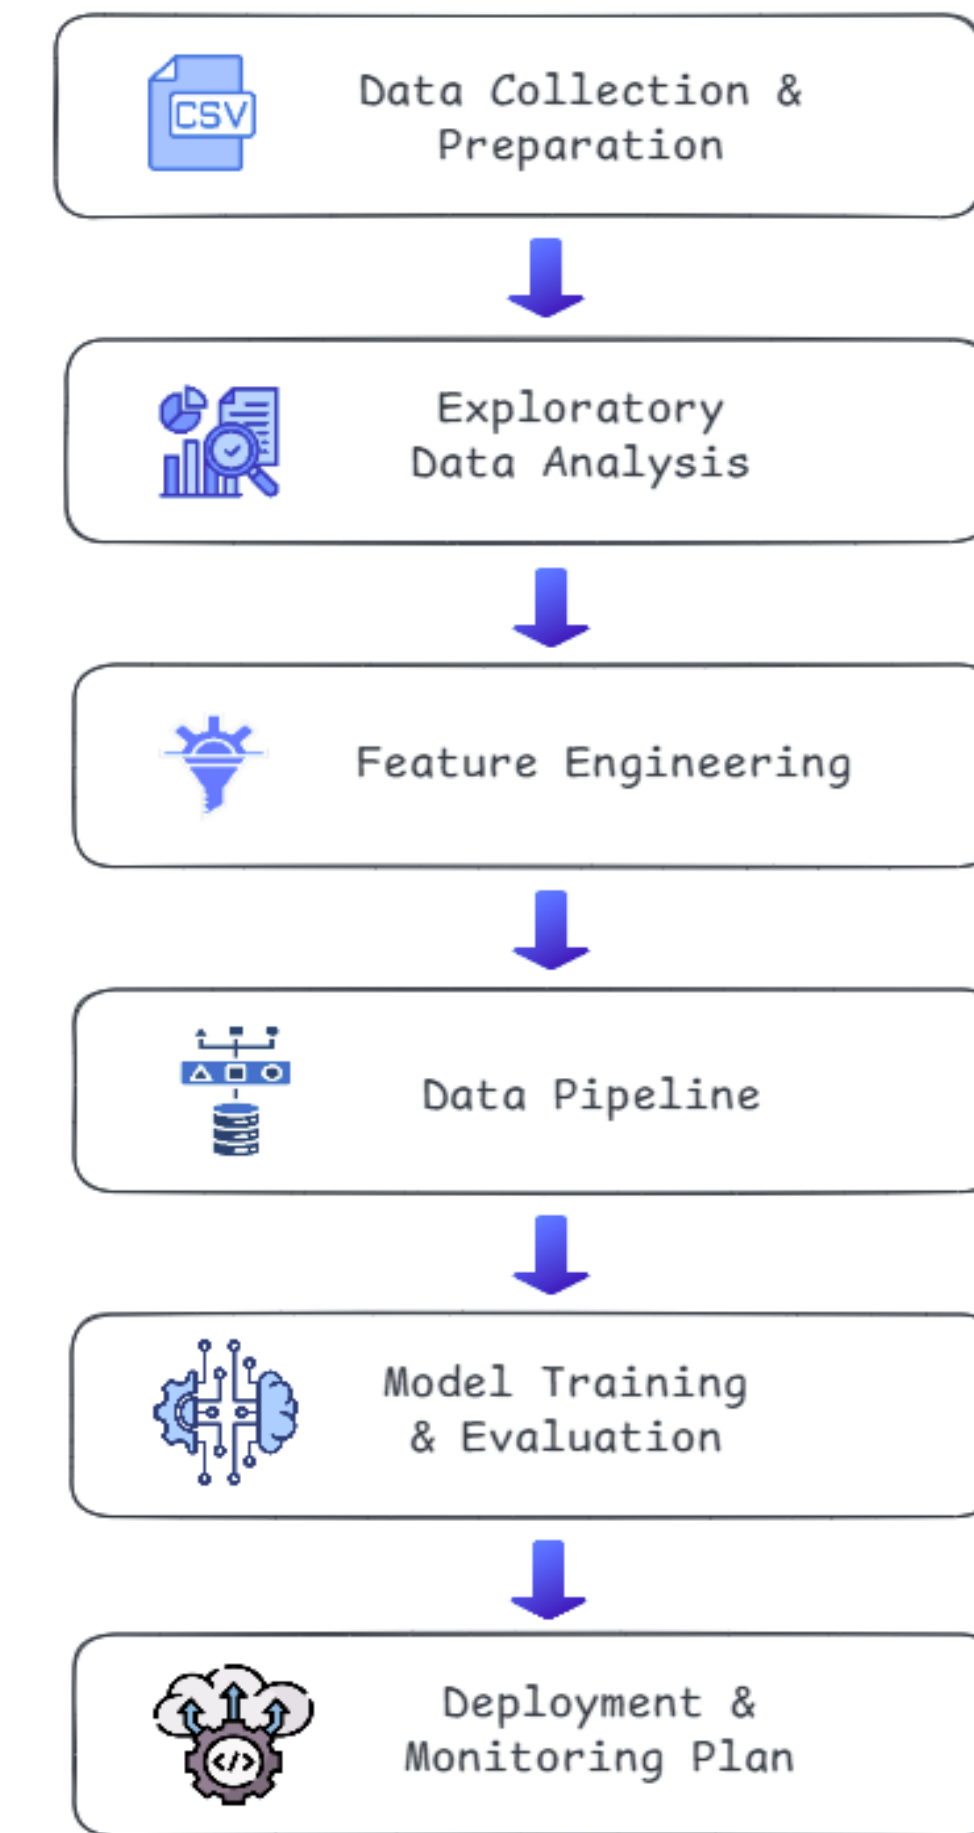 CSV
Data Collection &
Preparation
Exploratory
Data Analysis
Feature Engineering
Data Pipeline
Model Training
& Evaluation
</>
Deployment &
Monitoring Plan